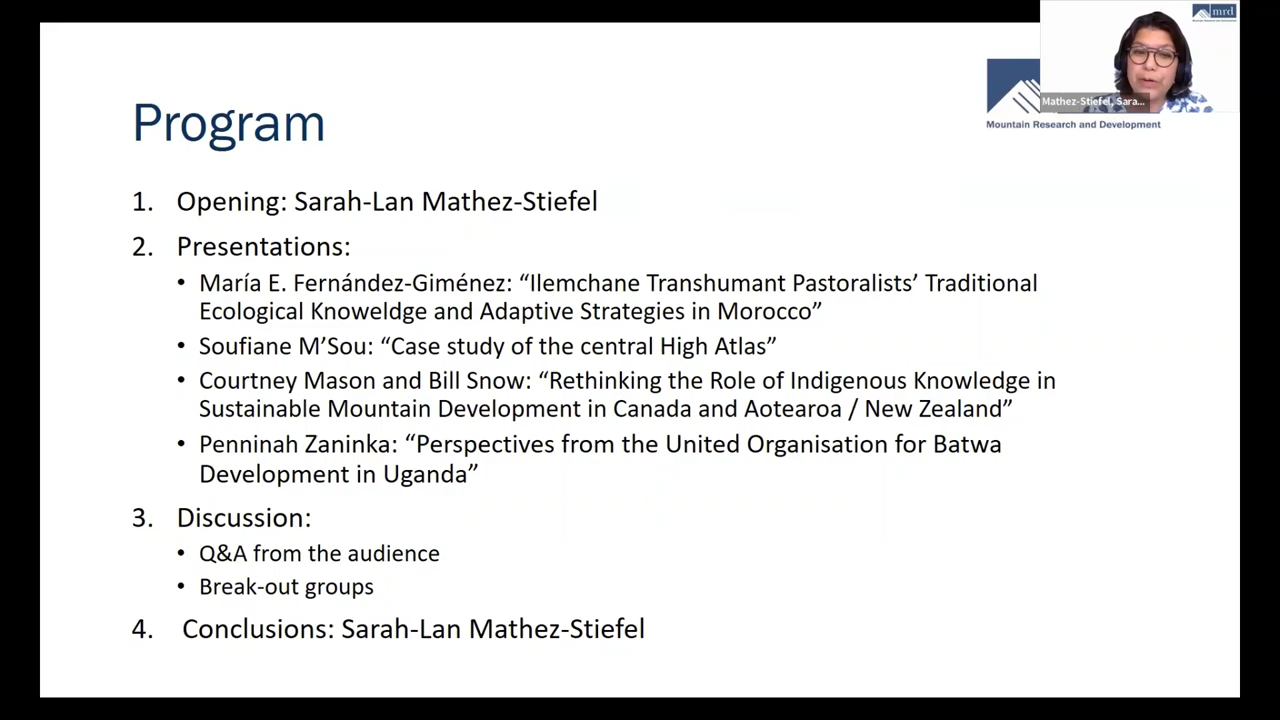 mrd
Mathez-Stiefel, Sara...
Mountain Research and Development
Program
1. Opening: Sarah-Lan Mathez-Stiefel
2. Presentations:
• María E. Fernández-Giménez: “Ilemchane Transhumant Pastoralists’ Traditional
Ecological Knoweldge and Adaptive Strategies in Morocco”
• Soufiane M’Sou: “Case study of the central High Atlas”
• Courtney Mason and Bill Snow: “Rethinking the Role of Indigenous Knowledge in
Sustainable Mountain Development in Canada and Aotearoa / New Zealand”
• Penninah Zaninka: “Perspectives from the United Organisation for Batwa
Development in Uganda”
3. Discussion:
• Q&A from the audience
• Break-out groups
4. Conclusions: Sarah-Lan Mathez-Stiefel